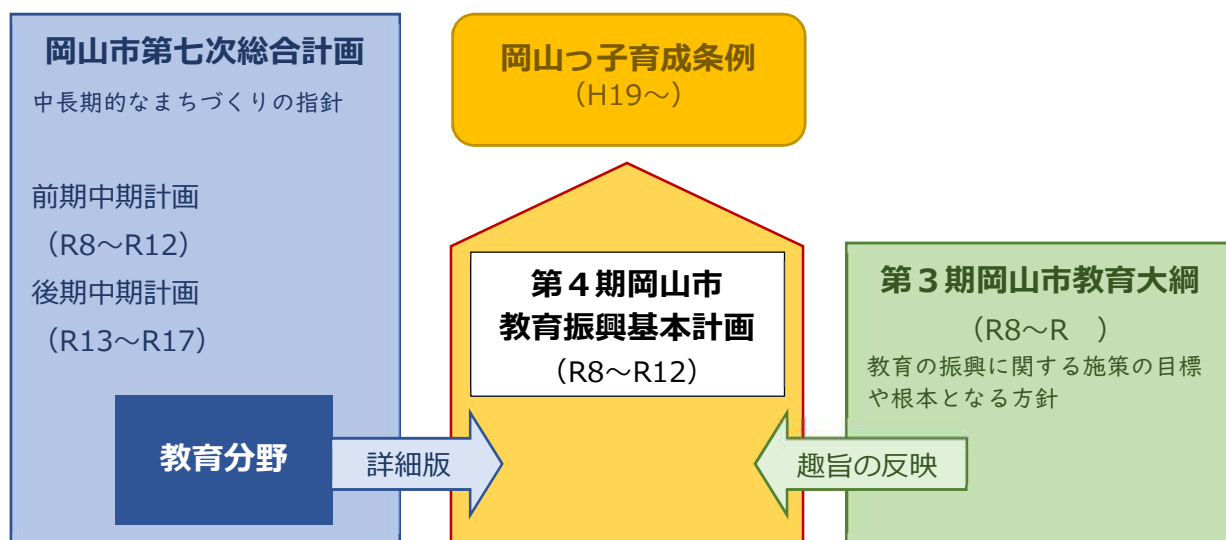 岡山市第七次総合計画
中長期的なまちづくりの指針
前期中期計画
（R8～R12）
後期中期計画
（R13～R17）
教育分野
詳細版
岡山っ子育成条例
（H19～）
第４期岡山市
教育振興基本計画
（R8～R12）
第３期岡山市教育大綱
（R8～R　）
教育の振興に関する施策の目標
や根本となる方針
趣旨の反映